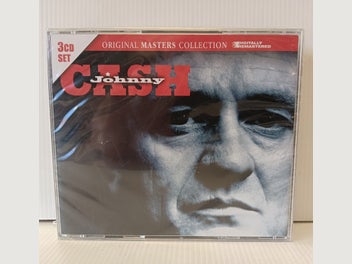 3CD
SET
ORIGINAL MASTERS COLLECTION
DIGITALLY
REMASTERED
CASH
Johnny